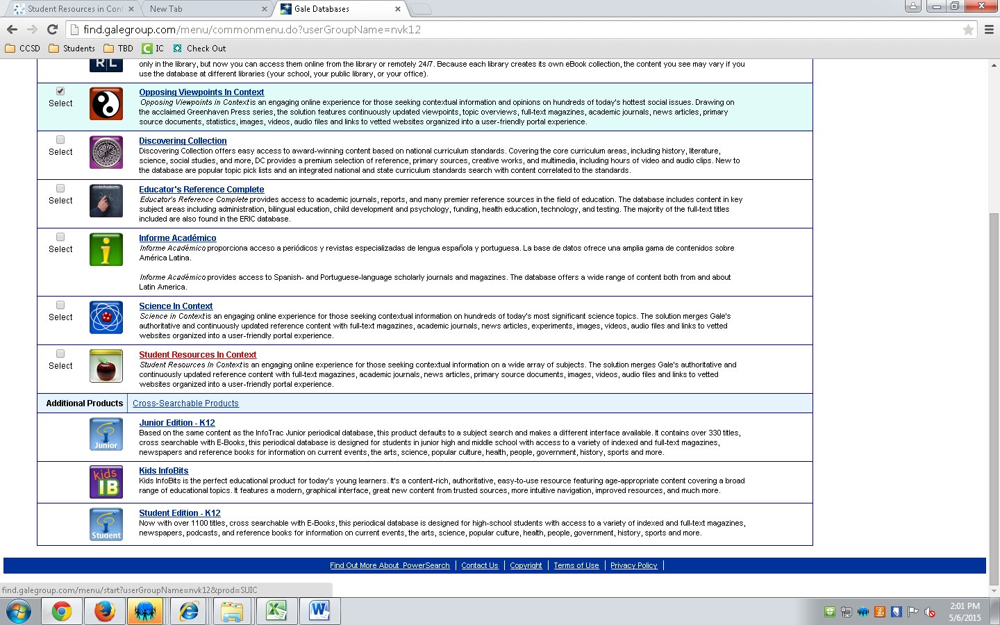 Student Resources in Cont
New Tab
Gale Databases
find.galegroup.com/menu/commonmenu.do?userGroupName=nvk12
CCSD
Students
TBD
IC
Check Out
RL
only in the library, but now you can access them online from the library or remotely 24/7. Because each library creates its own eBook collection, the content you see may vary if you
use the database at different libraries (your school, your public library, or your office).
Select
Opposing Viewpoints In Context
Opposing Viewpoints in Context is an engaging online experience for those seeking contextual information and opinions on hundreds of today's hottest social issues. Drawing on
the acclaimed Greenhaven Press series, the solution features continuously updated viewpoints, topic overviews, full-text magazines, academic journals, news articles, primary
source documents, statistics, images, videos, audio files and links to vetted websites organized into a user-friendly portal experience.
Select
Discovering Collection
Discovering Collection offers easy access to award-winning content based on national curriculum standards. Covering the core curriculum areas, including history, literature,
science, social studies, and more, DC provides a premium selection of reference, primary sources, creative works, and multimedia, including hours of video and audio clips. New to
the database are popular topic pick lists and an integrated national and state curriculum standards search with content correlated to the standards.
Select
Educator's Reference Complete
Educator's Reference Complete provides access to academic journals, reports, and many premier reference sources in the field of education. The database includes content in key
subject areas including administration, bilingual education, child development and psychology, funding, health education, technology, and testing. The majority of the full-text titles
included are also found in the ERIC database.
Select
Informe Académico
Informe Académico proporciona acceso a periódicos y revistas especializadas de lengua española y portuguesa. La base de datos ofrece una amplia gama de contenidos sobre
América Latina.
Informe Académico provides access to Spanish- and Portuguese-language scholarly journals and magazines. The database offers a wide range of content both from and about
Latin America.
Select
Science In Context
Science in Context is an engaging online experience for those seeking contextual information on hundreds of today's most significant science topics. The solution merges Gale's
authoritative and continuously updated reference content with full-text magazines, academic journals, news articles, experiments, images, videos, audio files and links to vetted
websites organized into a user-friendly portal experience.
Select
Student Resources In Context
Student Resources In Context is an engaging online experience for those seeking contextual information on a wide array of subjects. The solution merges Gale's authoritative and
continuously updated reference content with full-text magazines, academic journals, news articles, primary source documents, images, videos, audio files and links to vetted
websites organized into a user-friendly portal experience.
Additional Products
Cross-Searchable Products
Junior
Junior Edition - K12
Based on the same content as the InfoTrac Junior periodical database, this product defaults to a subject search and makes a different interface available. It contains over 330 titles,
cross searchable with E-Books, this periodical database is designed for students in junior high and middle school with access to a variety of indexed and full-text magazines,
newspapers and reference books for information on current events, the arts, science, popular culture, health, people, government, history, sports and more.
kids
IB
Kids InfoBits
Kids InfoBits is the perfect educational product for today's young learners. It's a content-rich, authoritative, easy-to-use resource featuring age-appropriate content covering a broad
range of educational topics. It features a modern, graphical interface, great new content from trusted sources, more intuitive navigation, improved resources, and much more.
Student
Student Edition - K12
Now with over 1100 titles, cross searchable with E-Books, this periodical database is designed for high-school students with access to a variety of indexed and full-text magazines,
newspapers, podcasts, and reference books for information on current events, the arts, science, popular culture, health, people, government, history, sports and more.
Find Out More About PowerSearch | Contact Us | Copyright | Terms of Use | Privacy Policy |
find.galegroup.com/menu/start?userGroupName=nvk12&prod=SUIC
2:01 PM
5/6/2015